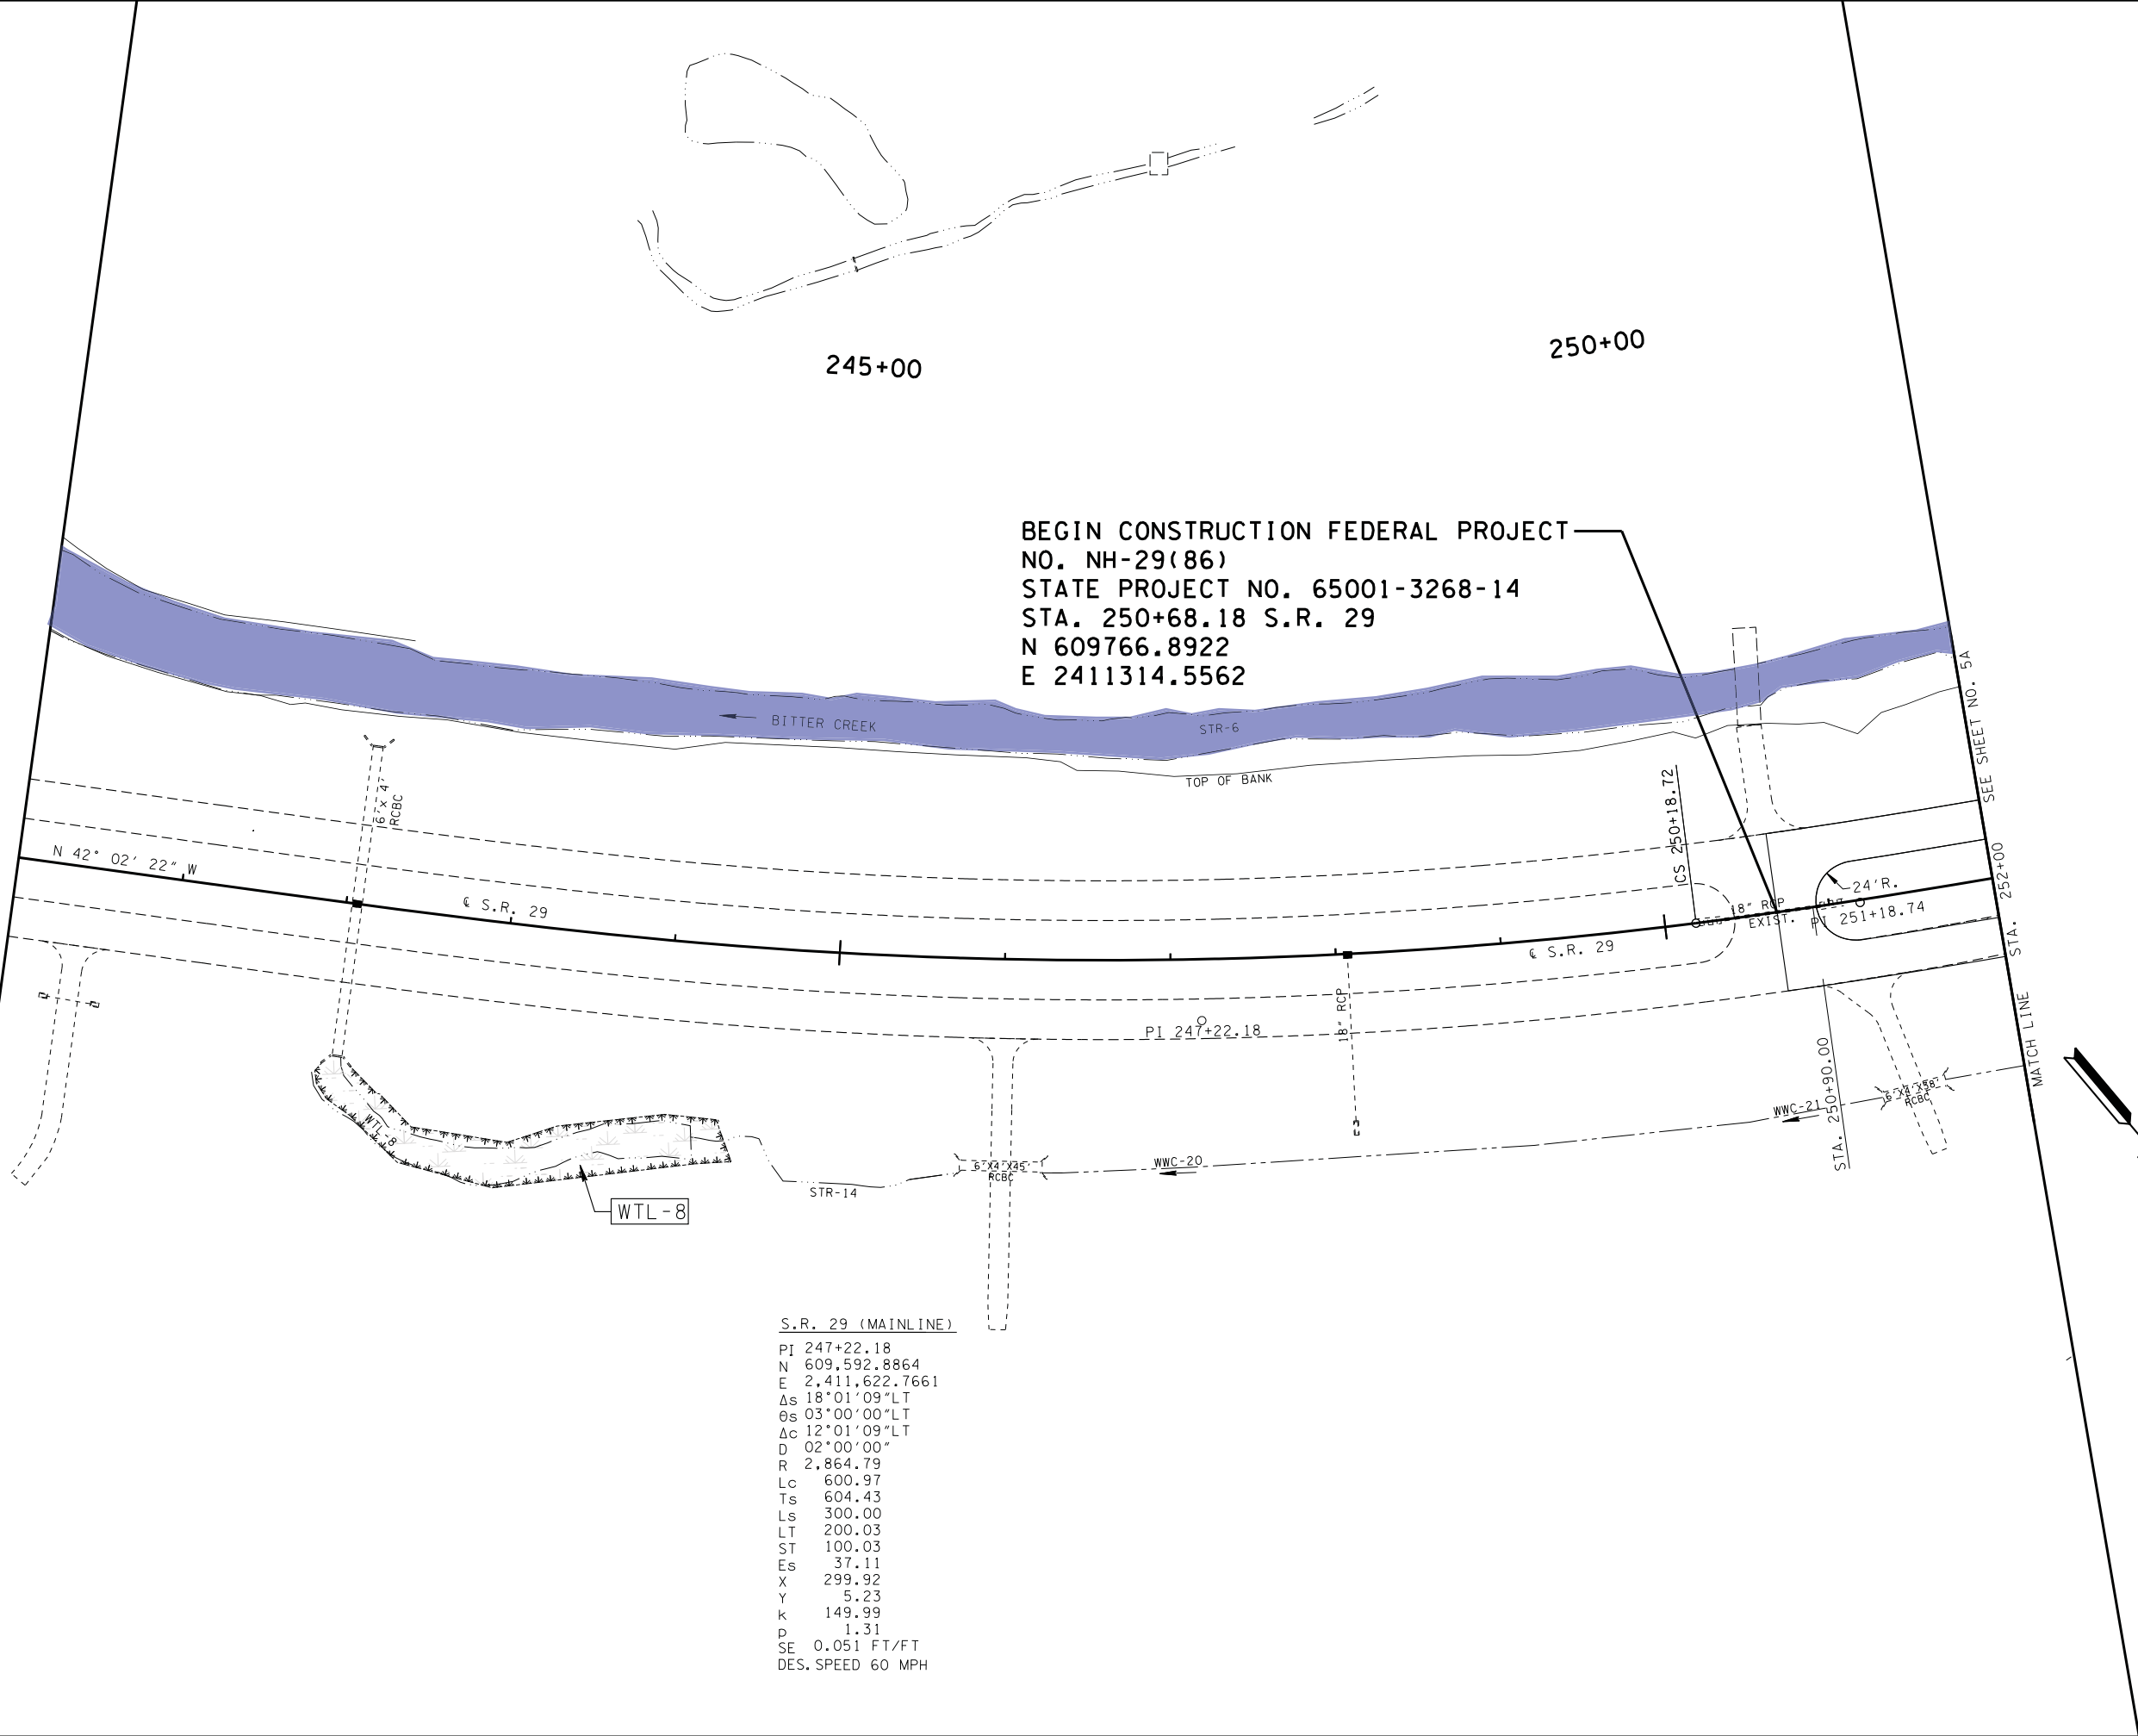 245+00
250+00
BEGIN CONSTRUCTION FEDERAL PROJECT
NO. NH-29(86)
STATE PROJECT NO. 65001-3268-14
STA. 250+68.18 S.R. 29
N 609766.8922
E 2411314.5562
BITTER CREEK
STR-6
TOP OF BANK
6'x 4'
RCBC
CS 250+18.72
SEE SHEET NO. 5A
STA. 252+00
MATCH LINE
N 42° 02' 22" W
℄ S.R. 29
24'R.
18" RCP
EXIST.
PI 251+18.74
℄ S.R. 29
18" RCP
PI 247+22.18
STA. 250+90.00
6'X4'X58'
RCBC
WWC-21
WTL-8
WWC-20
6'X4'X45'
RCBC
STR-14
WTL-8
S.R. 29 (MAINLINE)
PI 247+22.18
N 609,592.8864
E 2,411,622.7661
Δs 18°01'09"LT
θs 03°00'00"LT
Δc 12°01'09"LT
D 02°00'00"
R 2,864.79
Lc 600.97
Ts 604.43
Ls 300.00
LT 200.03
ST 100.03
Es 37.11
X 299.92
Y 5.23
k 149.99
p 1.31
SE 0.051 FT/FT
DES. SPEED 60 MPH